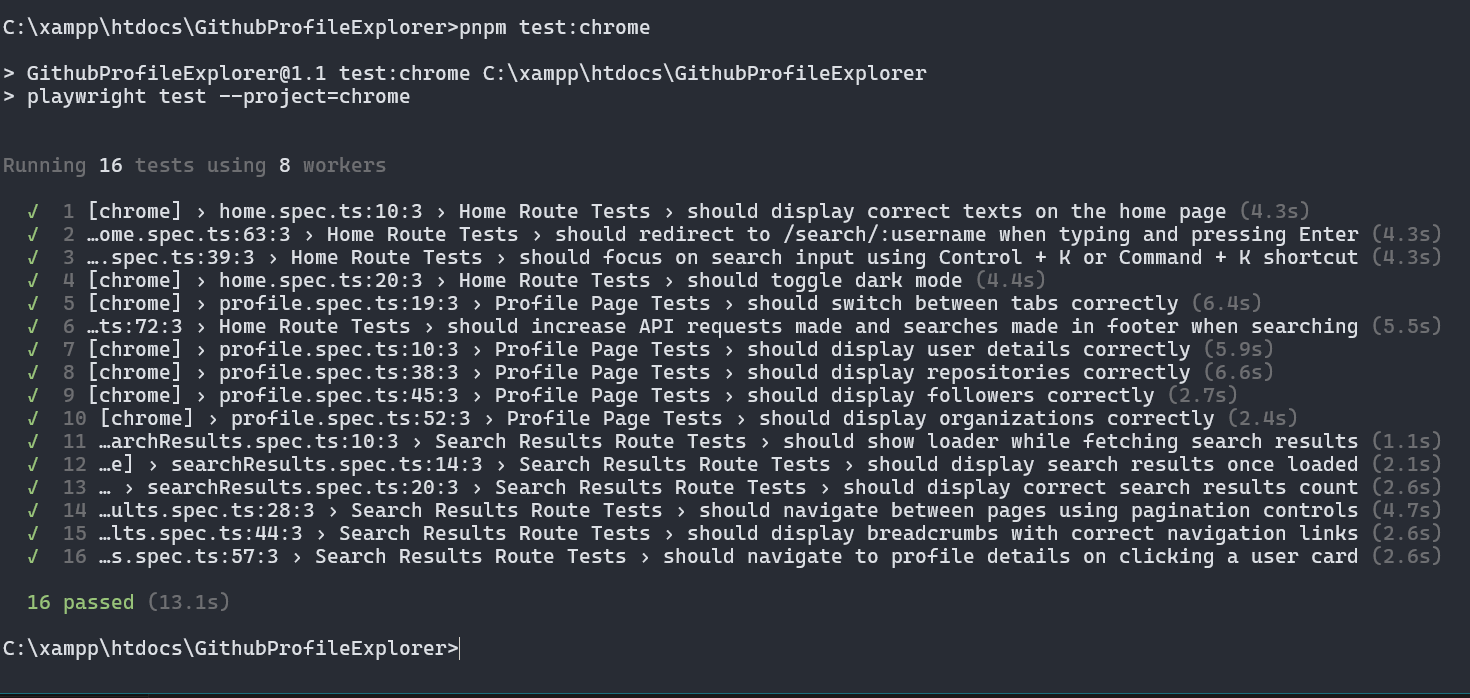 C:\xampp\htdocs\GithubProfileExplorer>pnpm test:chrome
> GithubProfileExplorer@1.1 test:chrome C:\xampp\htdocs\GithubProfileExplorer
> playwright test --project=chrome
Running 16 tests using 8 workers
✓ 1 [chrome] › home.spec.ts:10:3 › Home Route Tests › should display correct texts on the home page (4.3s)
✓ 2 …ome.spec.ts:63:3 › Home Route Tests › should redirect to /search/:username when typing and pressing Enter (4.3s)
✓ 3 ….spec.ts:39:3 › Home Route Tests › should focus on search input using Control + K or Command + K shortcut (4.3s)
✓ 4 [chrome] › home.spec.ts:20:3 › Home Route Tests › should toggle dark mode (4.4s)
✓ 5 [chrome] › profile.spec.ts:19:3 › Profile Page Tests › should switch between tabs correctly (6.4s)
✓ 6 …ts:72:3 › Home Route Tests › should increase API requests made and searches made in footer when searching (5.5s)
✓ 7 [chrome] › profile.spec.ts:10:3 › Profile Page Tests › should display user details correctly (5.9s)
✓ 8 [chrome] › profile.spec.ts:38:3 › Profile Page Tests › should display repositories correctly (6.6s)
✓ 9 [chrome] › profile.spec.ts:45:3 › Profile Page Tests › should display followers correctly (2.7s)
✓ 10 [chrome] › profile.spec.ts:52:3 › Profile Page Tests › should display organizations correctly (2.4s)
✓ 11 …archResults.spec.ts:10:3 › Search Results Route Tests › should show loader while fetching search results (1.1s)
✓ 12 …e] › searchResults.spec.ts:14:3 › Search Results Route Tests › should display search results once loaded (2.1s)
✓ 13 … › searchResults.spec.ts:20:3 › Search Results Route Tests › should display correct search results count (2.6s)
✓ 14 …ults.spec.ts:28:3 › Search Results Route Tests › should navigate between pages using pagination controls (4.7s)
✓ 15 …lts.spec.ts:44:3 › Search Results Route Tests › should display breadcrumbs with correct navigation links (2.6s)
✓ 16 …s.spec.ts:57:3 › Search Results Route Tests › should navigate to profile details on clicking a user card (2.6s)
16 passed (13.1s)
C:\xampp\htdocs\GithubProfileExplorer>